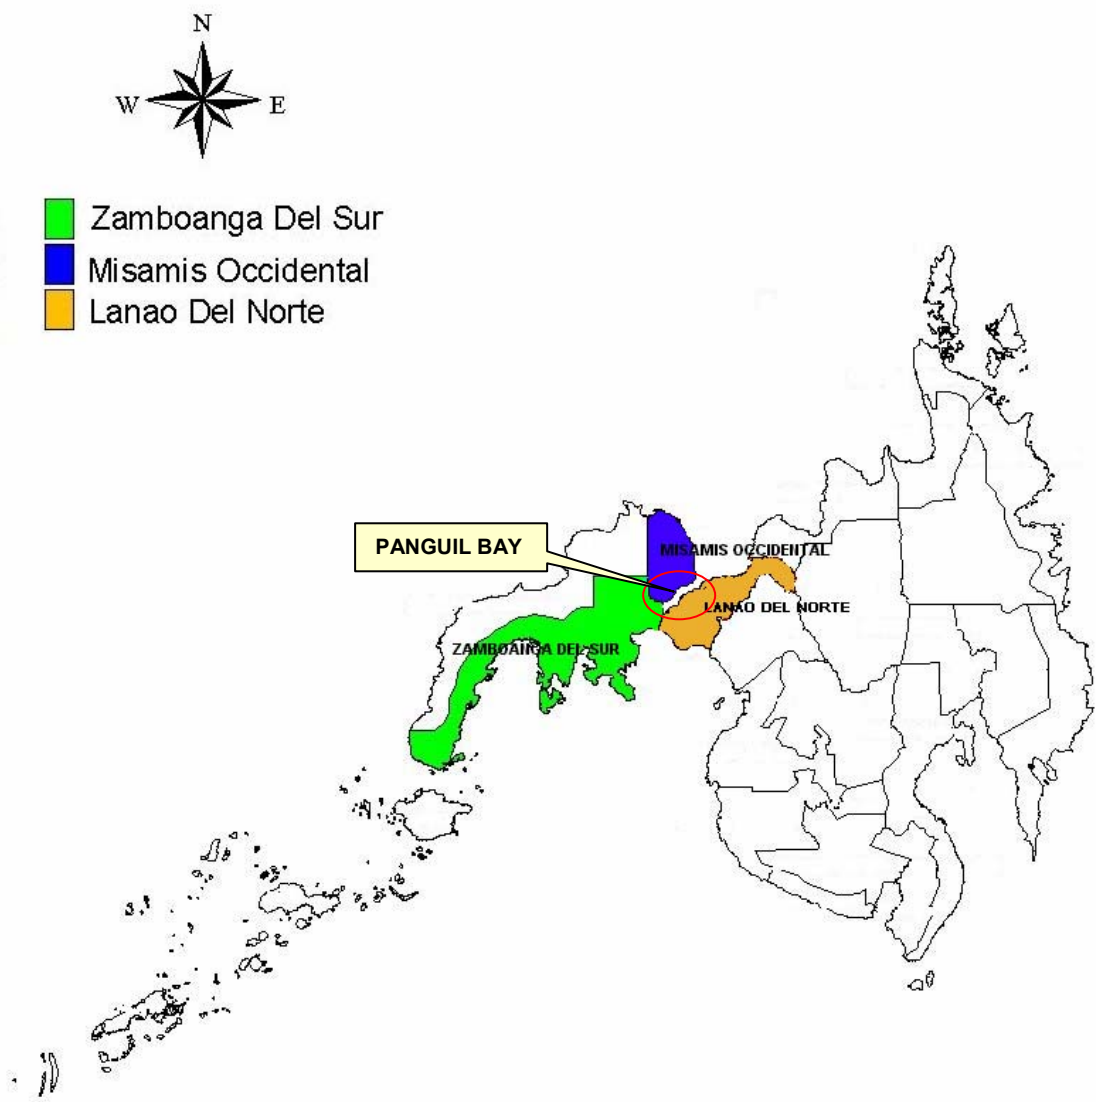 N
W E
Zamboanga Del Sur
Misamis Occidental
Lanao Del Norte
PANGUIL BAY
MISAMIS OCCIDENTAL
LANAO DEL NORTE
ZAMBOANGA DEL SUR